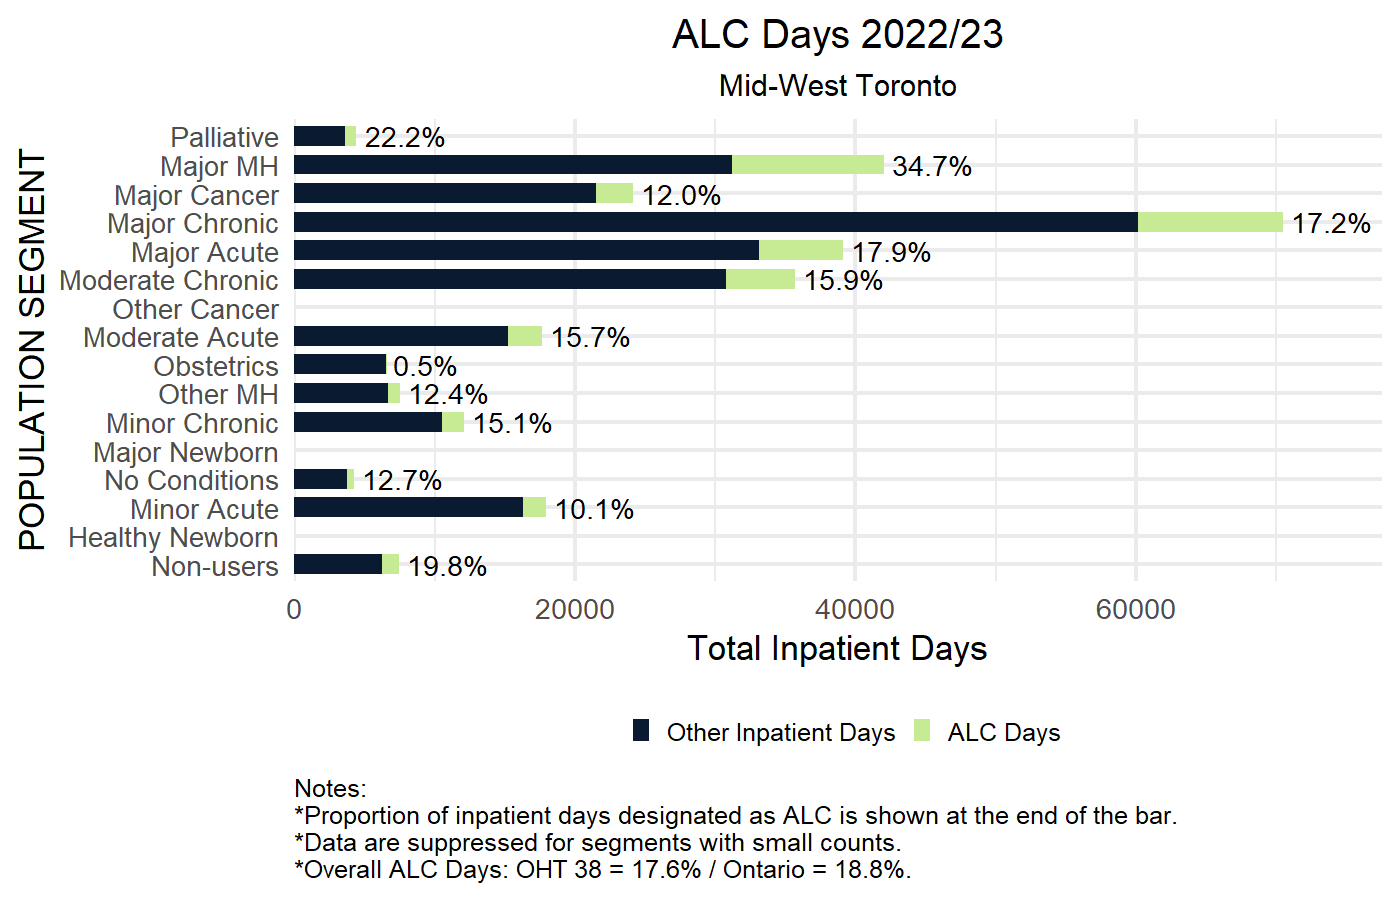 ALC Days 2022/23
Mid-West Toronto
POPULATION SEGMENT
Palliative 22.2%
Major MH 34.7%
Major Cancer 12.0%
Major Chronic 17.2%
Major Acute 17.9%
Moderate Chronic 15.9%
Other Cancer
Moderate Acute 15.7%
Obstetrics 0.5%
Other MH 12.4%
Minor Chronic 15.1%
Major Newborn
No Conditions 12.7%
Minor Acute 10.1%
Healthy Newborn
Non-users 19.8%
0 20000 40000 60000
Total Inpatient Days
Other Inpatient Days ALC Days
Notes:
*Proportion of inpatient days designated as ALC is shown at the end of the bar.
*Data are suppressed for segments with small counts.
*Overall ALC Days: OHT 38 = 17.6% / Ontario = 18.8%.